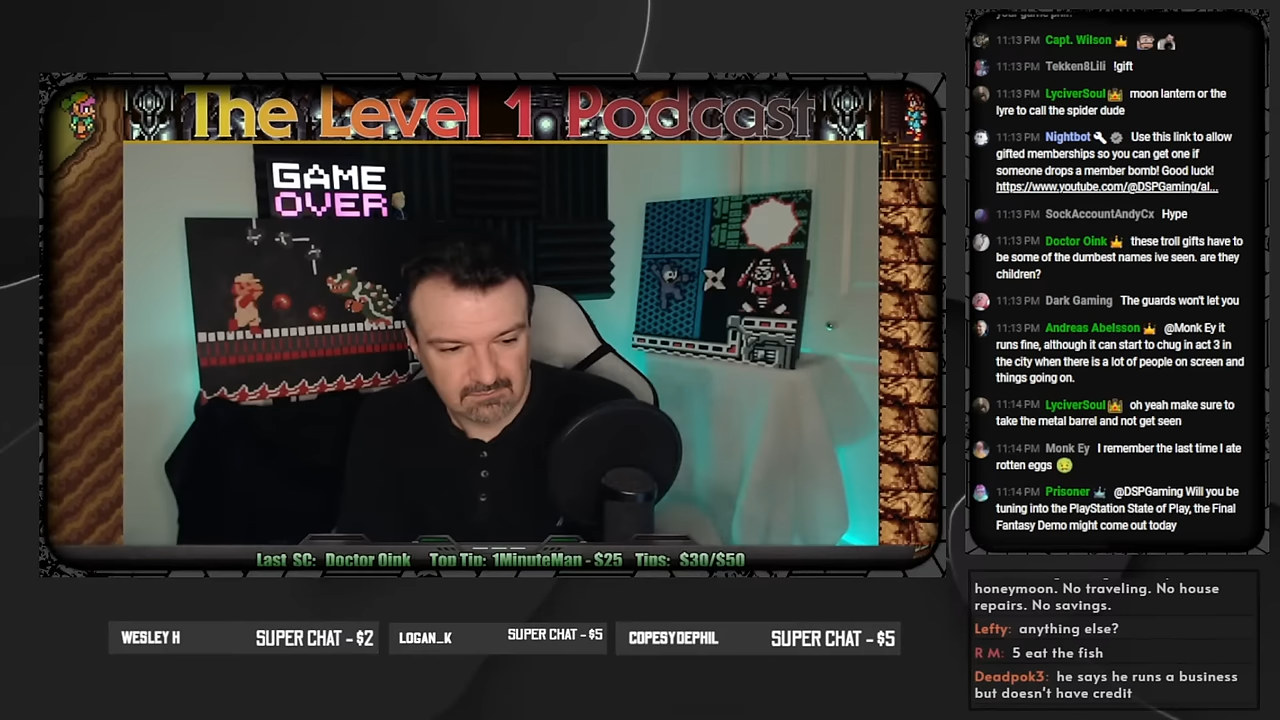 The Level 1 Podcast
GAME
OVER
Last SC: Doctor Oink Top Tip: 1MinuteMan - $25 Tips: $30/$50
WESLEY H SUPER CHAT - $2
LOGAN_K SUPER CHAT - $5
COPESYDEPHIL SUPER CHAT - $5
11:13 PM Capt. Wilson
11:13 PM Tekken8Lili !gift
11:13 PM LyciverSoul moon lantern or the
lyre to call the spider dude
11:13 PM Nightbot Use this link to allow
gifted memberships so you can get one if
someone drops a member bomb! Good luck!
https://www.youtube.com/@DSPGaming/al...
11:13 PM SockAccountAndyCx Hype
11:13 PM Doctor Oink these troll gifts have to
be some of the dumbest names ive seen. are they
children?
11:13 PM Dark Gaming The guards won't let you
11:13 PM Andreas Abelsson @Monk Ey it
runs fine, although it can start to chug in act 3 in
the city when there is a lot of people on screen and
things going on.
11:14 PM LyciverSoul oh yeah make sure to
take the metal barrel and not get seen
11:14 PM Monk Ey I remember the last time I ate
rotten eggs
11:14 PM Prisoner @DSPGaming Will you be
tuning into the PlayStation State of Play, the Final
Fantasy Demo might come out today
honeymoon. No traveling. No house
repairs. No savings.
Lefty: anything else?
R M: 5 eat the fish
Deadpok3: he says he runs a business
but doesn't have credit